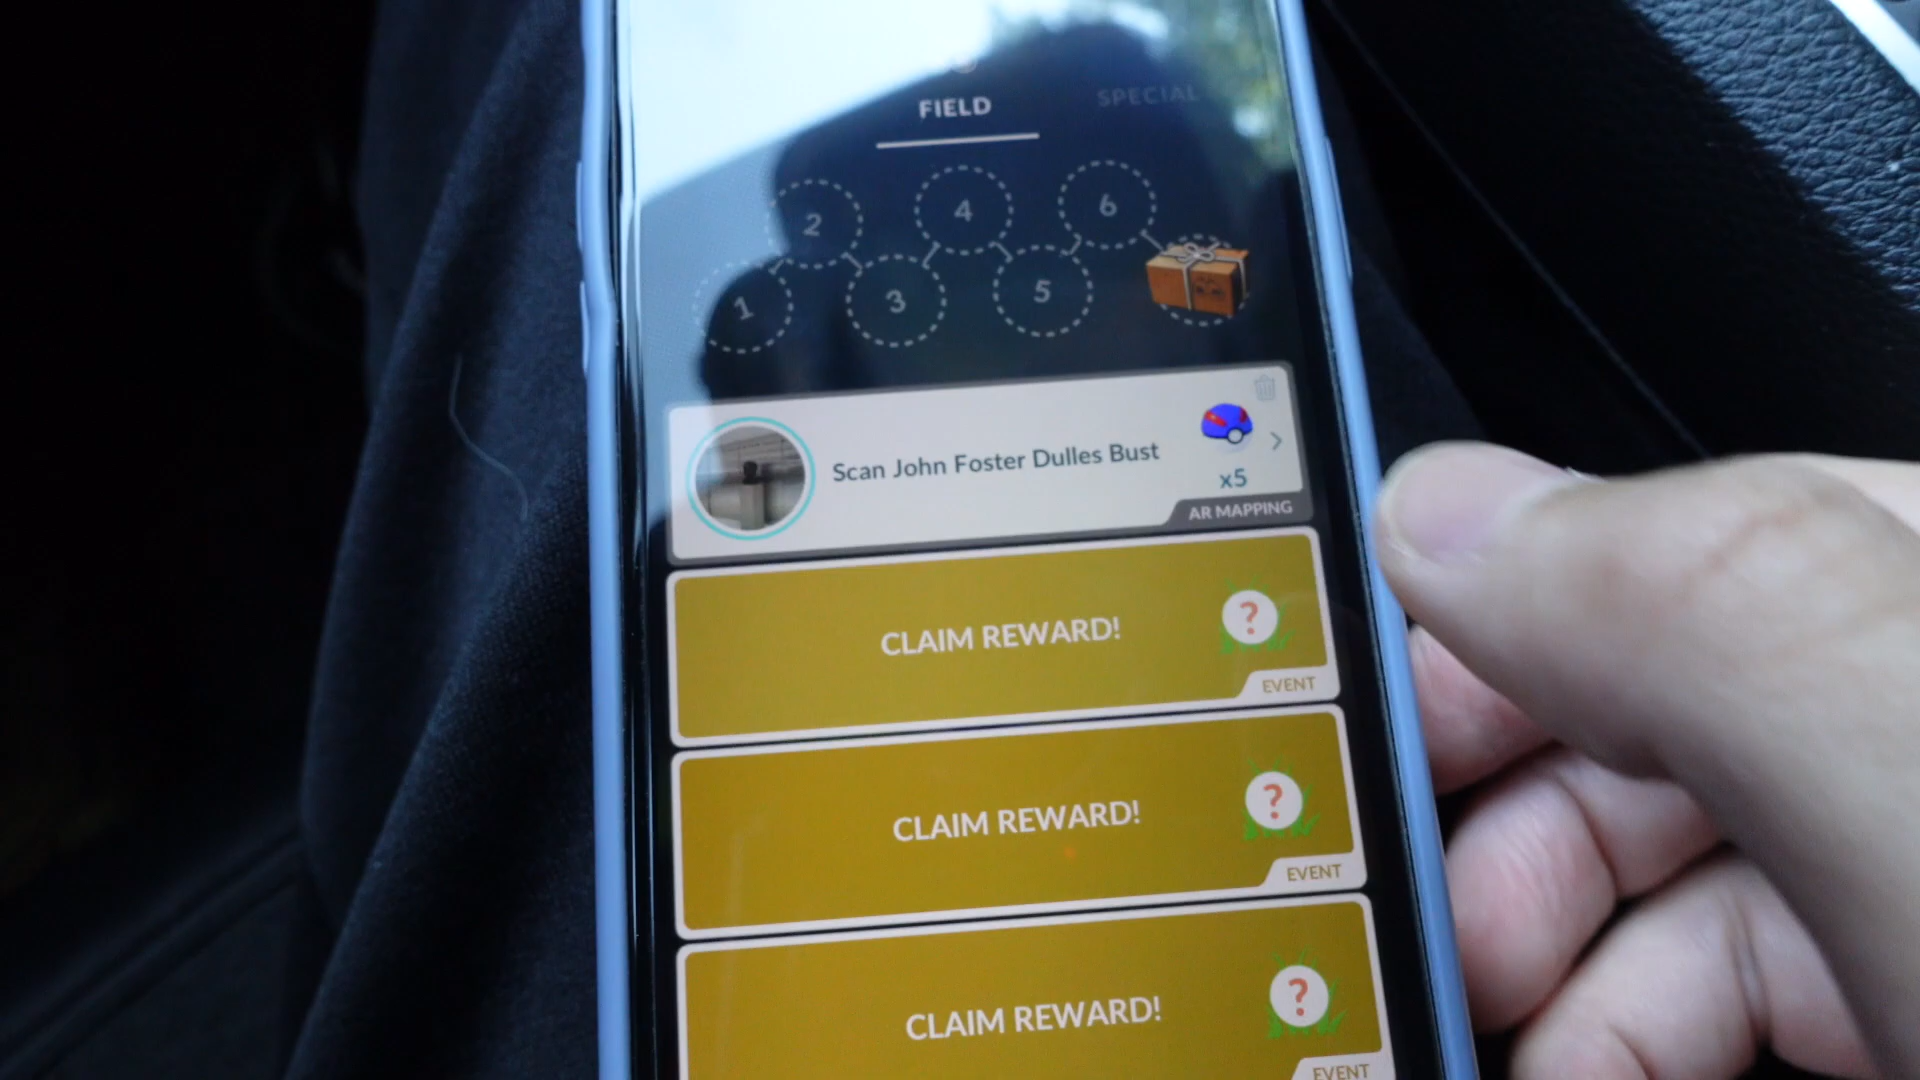 FIELD
SPECIAL
2
4
6
1
3
5
Scan John Foster Dulles Bust
x5
AR MAPPING
CLAIM REWARD!
?
EVENT
CLAIM REWARD!
?
EVENT
CLAIM REWARD!
?
EVENT